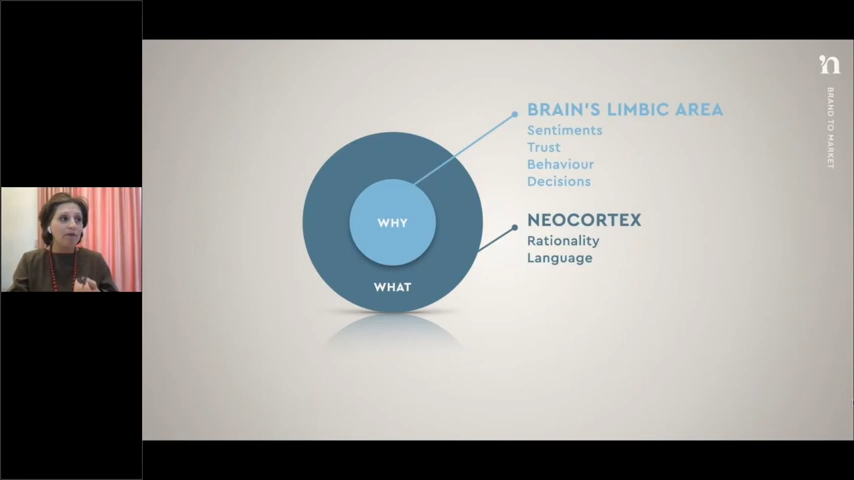 'n
BRAND TO MARKET
BRAIN'S LIMBIC AREA
Sentiments
Trust
Behaviour
Decisions
WHY
NEOCORTEX
Rationality
Language
WHAT